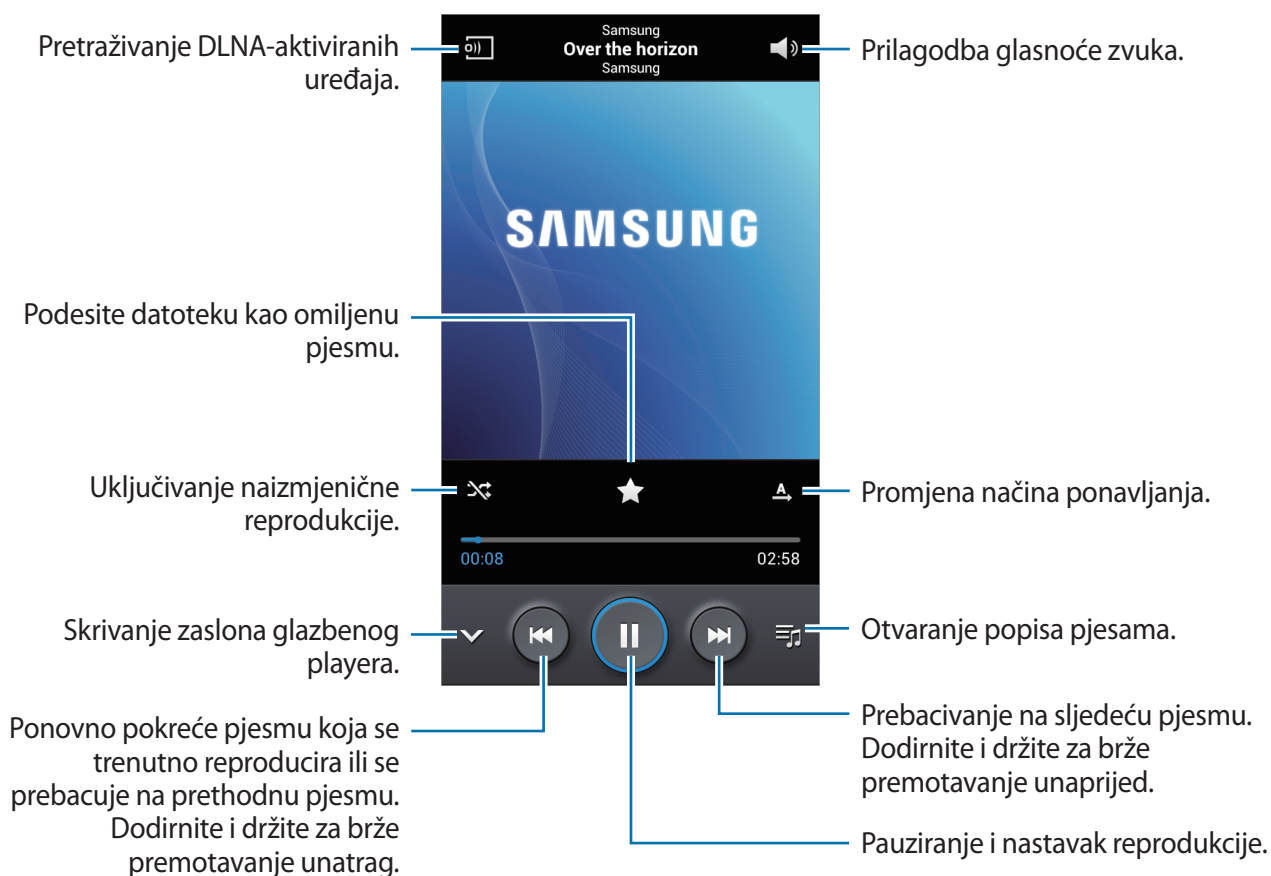 Pretraživanje DLNA-aktiviranih
uređaja.
Samsung
Over the horizon
Samsung
Prilagodba glasnoće zvuka.
SAMSUNG
Podesite datoteku kao omiljenu
pjesmu.
Uključivanje naizmjenične
reprodukcije.
A
Promjena načina ponavljanja.
00:08
02:58
Skrivanje zaslona glazbenog
playera.
Otvaranje popisa pjesama.
Ponovno pokreće pjesmu koja se
trenutno reproducira ili se
prebacuje na prethodnu pjesmu.
Dodirnite i držite za brže
premotavanje unatrag.
Prebacivanje na sljedeću pjesmu.
Dodirnite i držite za brže
premotavanje unaprijed.
Pauziranje i nastavak reprodukcije.